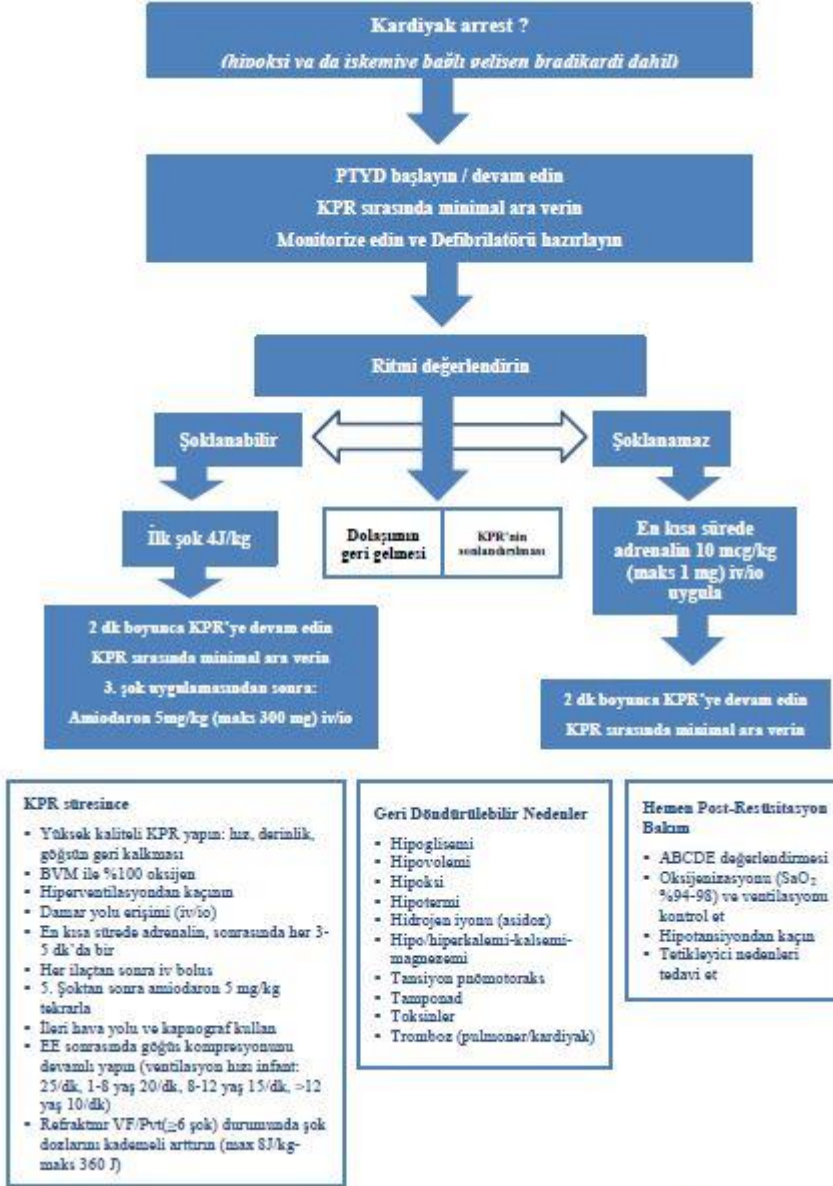 Kardiyak arrest ?
(hipoksi ya da iskemiye bağlı gelişen bradikardi dahil)
PTYD başlayın / devam edin
KPR sırasında minimal ara verin
Monitorize edin ve Defibrilatörü hazırlayın
Ritmi değerlendirin
Şoklanabilir
Şoklanamaz
İlk şok 4J/kg
Dolaşımın
geri gelmesi
KPR'nin
sonlandırılması
En kısa sürede
adrenalin 10 mcg/kg
(maks 1 mg) iv/io
uygula
2 dk boyunca KPR'ye devam edin
KPR sırasında minimal ara verin
3. şok uygulamasından sonra:
Amiodaron 5mg/kg (maks 300 mg) iv/io
2 dk boyunca KPR'ye devam edin
KPR sırasında minimal ara verin
KPR süresince
▪ Yüksek kaliteli KPR yapın: hız, derinlik,
göğsün geri kalkması
▪ BVM ile %100 oksijen
▪ Hiperventilasyondan kaçının
▪ Damar yolu erişimi (iv/io)
▪ En kısa sürede adrenalin, sonrasında her 3-
5 dk'da bir
▪ Her ilaçtan sonra iv bolus
▪ 5. Şoktan sonra amiodaron 5 mg/kg
tekrarla
▪ İleri hava yolu ve kapnograf kullan
▪ EE sonrasında göğüs kompresyonunu
devamlı yapın (ventilasyon hızı infant:
25/dk, 1-8 yaş 20/dk, 8-12 yaş 15/dk, >12
yaş 10/dk)
▪ Refraktır VF/Pvt(≥6 şok) durumunda şok
dozlarını kademeli arttırın (max 8J/kg-
maks 360 J)
Geri Döndürülebilir Nedenler
▪ Hipoglisemi
▪ Hipovolemi
▪ Hipoksi
▪ Hipotermi
▪ Hidrojen iyonu (asidoz)
▪ Hipo/hiperkalemi-kalsemi-
magnezemi
▪ Tansiyon pnömotoraks
▪ Tamponad
▪ Toksinler
▪ Tromboz (pulmoner/kardiyak)
Hemen Post-Resüsitasyon
Bakım
▪ ABCDE değerlendirmesi
▪ Oksijenizasyonu (SaO₂
%94-98) ve ventilasyonu
kontrol et
▪ Hipotansiyondan kaçın
▪ Tetikleyici nedenleri
tedavi et